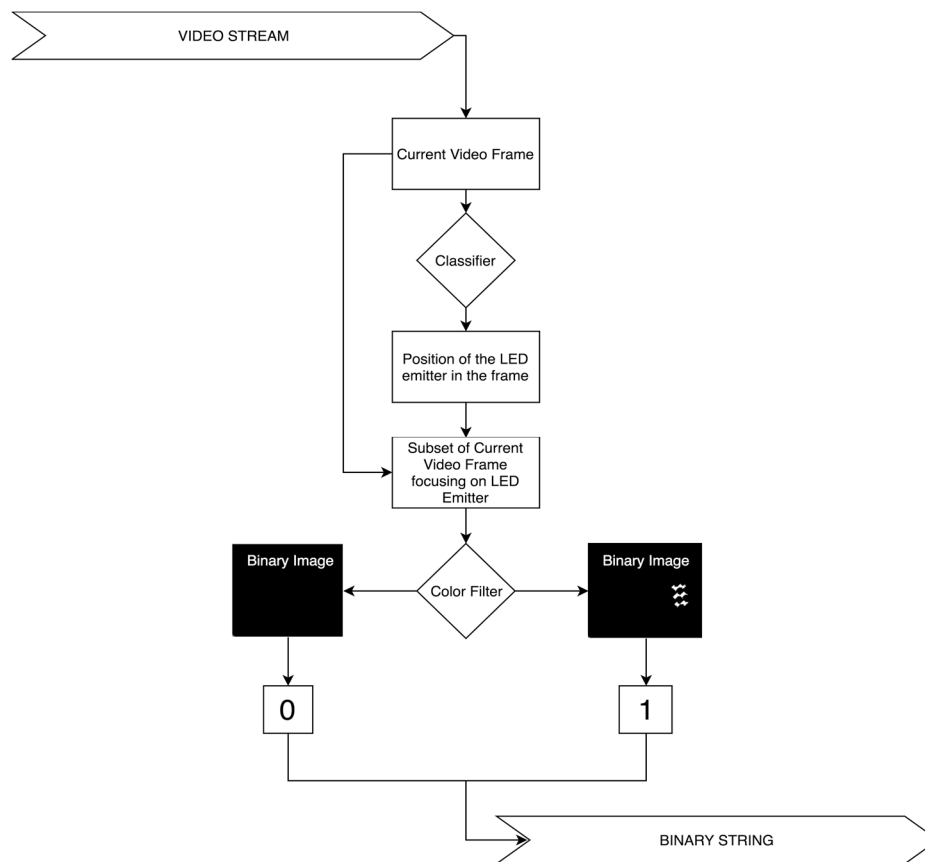 VIDEO STREAM
Current Video Frame
Classifier
Position of the LED
emitter in the frame
Subset of Current
Video Frame
focusing on LED
Emitter
Binary Image
Color Filter
Binary Image
0
1
BINARY STRING